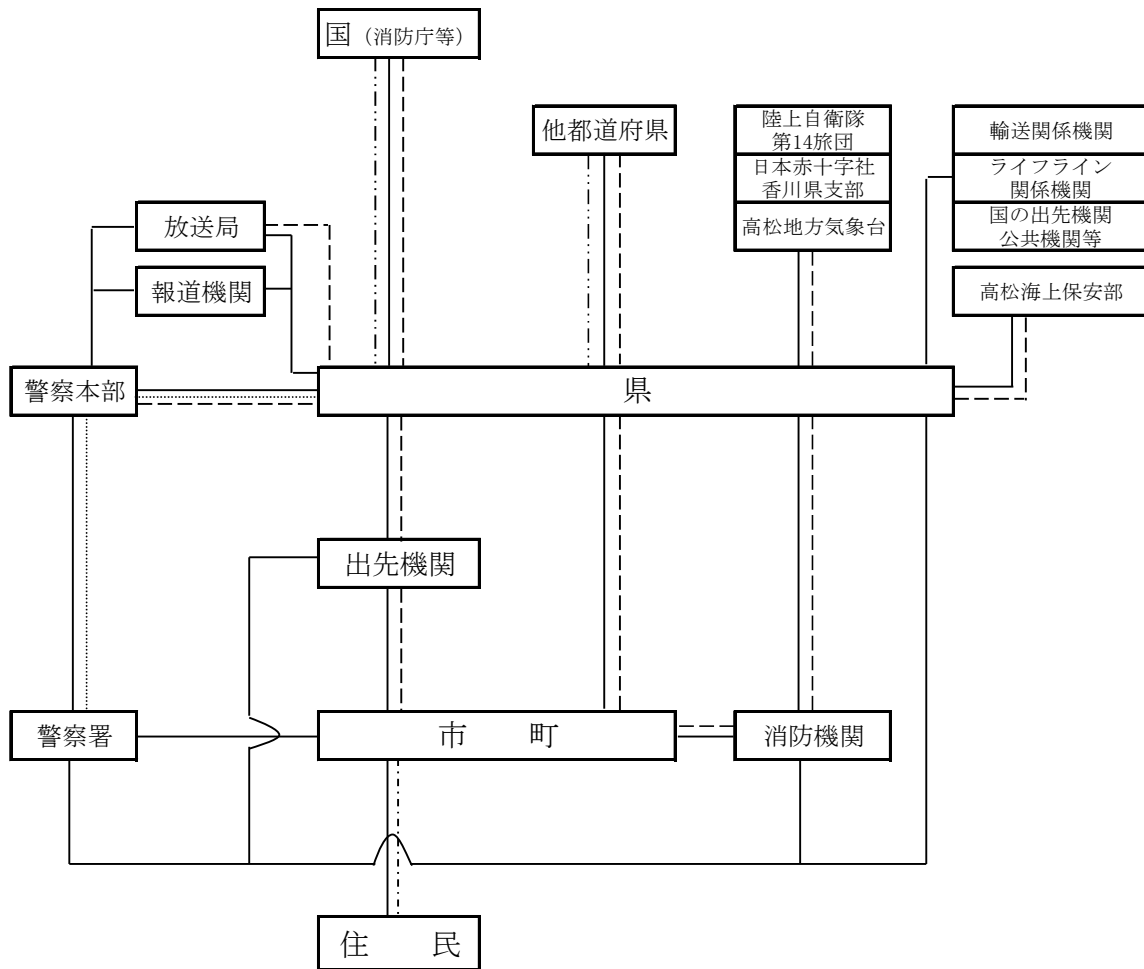 国（消防庁等）
他都道府県
陸上自衛隊
第14旅団
日本赤十字社
香川県支部
高松地方気象台
輸送関係機関
ライフライン
関係機関
国の出先機関
公共機関等
高松海上保安部
放送局
報道機関
警察本部
県
出先機関
警察署
市　　町
消防機関
住　　民